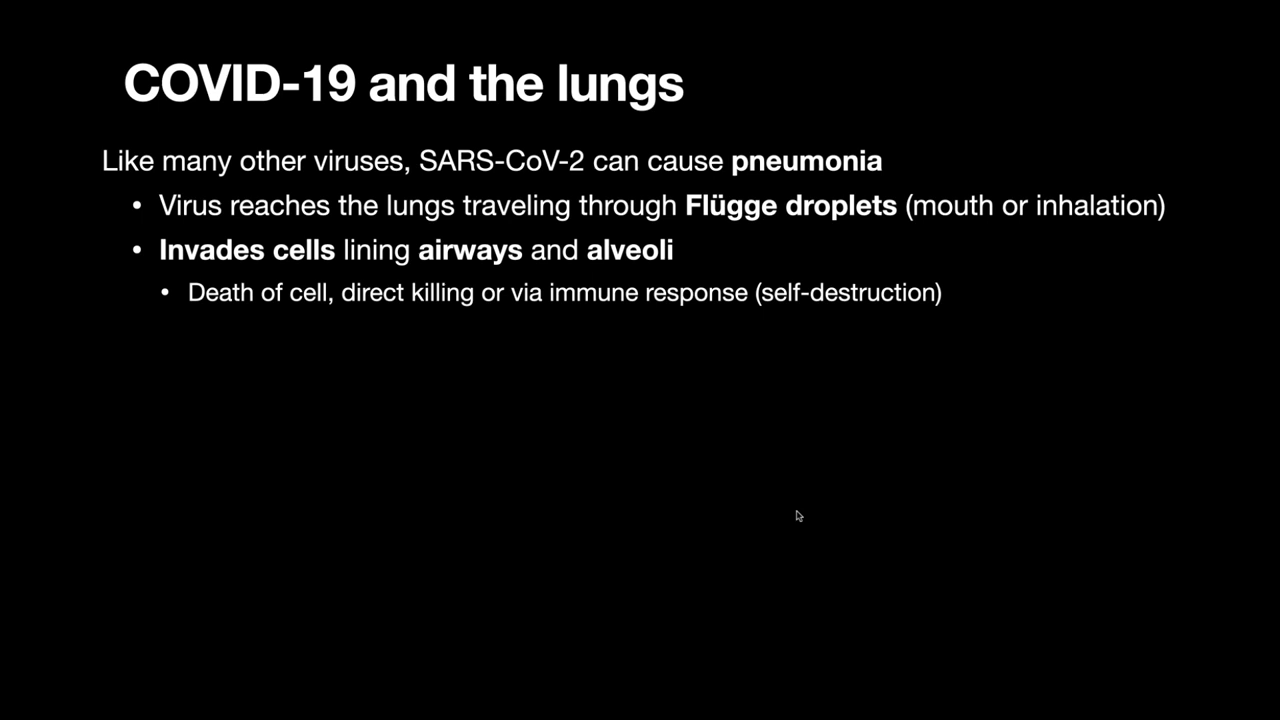 COVID-19 and the lungs
Like many other viruses, SARS-CoV-2 can cause pneumonia
• Virus reaches the lungs traveling through Flügge droplets (mouth or inhalation)
• Invades cells lining airways and alveoli
• Death of cell, direct killing or via immune response (self-destruction)